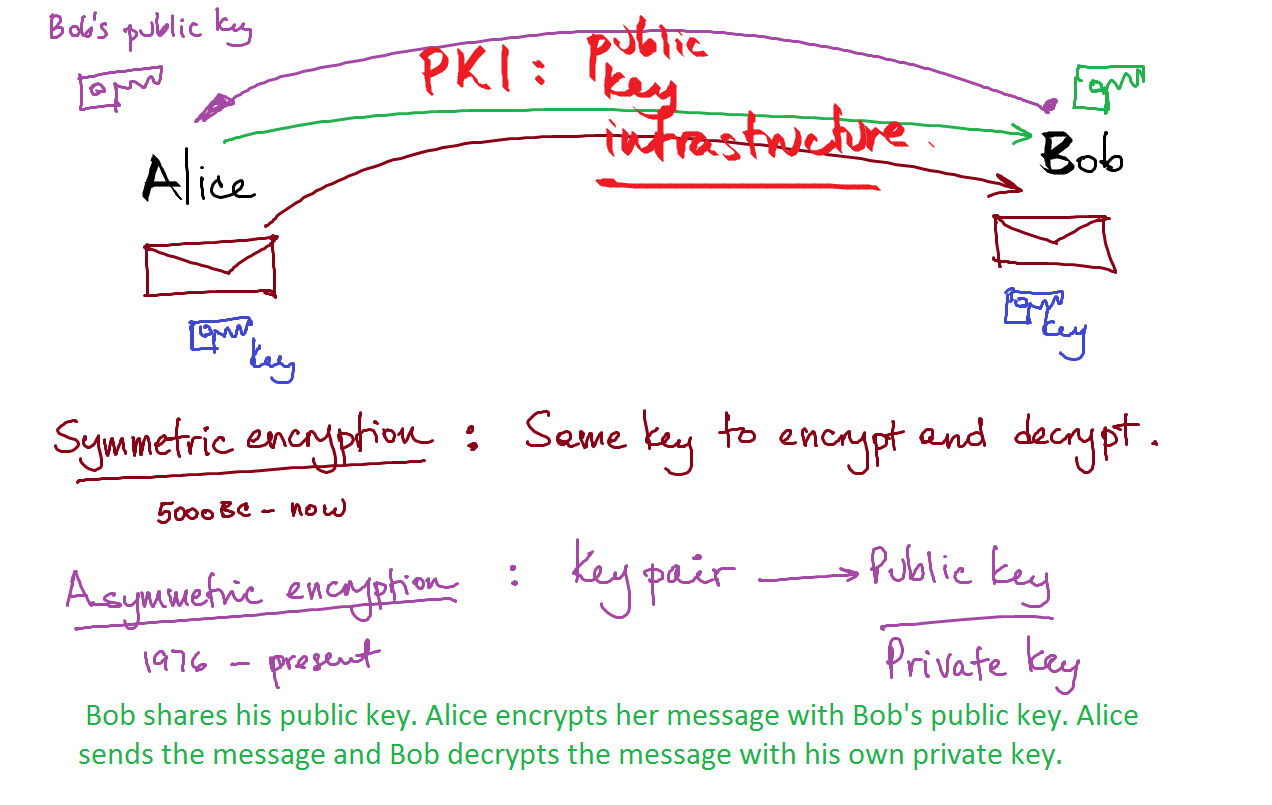 Bob's public key
PKI: public
key
infrastructure.
Alice
Bob
key
key
Symmetric encryption : Same key to encrypt and decrypt.
5000BC - now
Asymmetric encryption : Key pair → Public key
1976 - present
Private key
Bob shares his public key. Alice encrypts her message with Bob's public key. Alice
sends the message and Bob decrypts the message with his own private key.